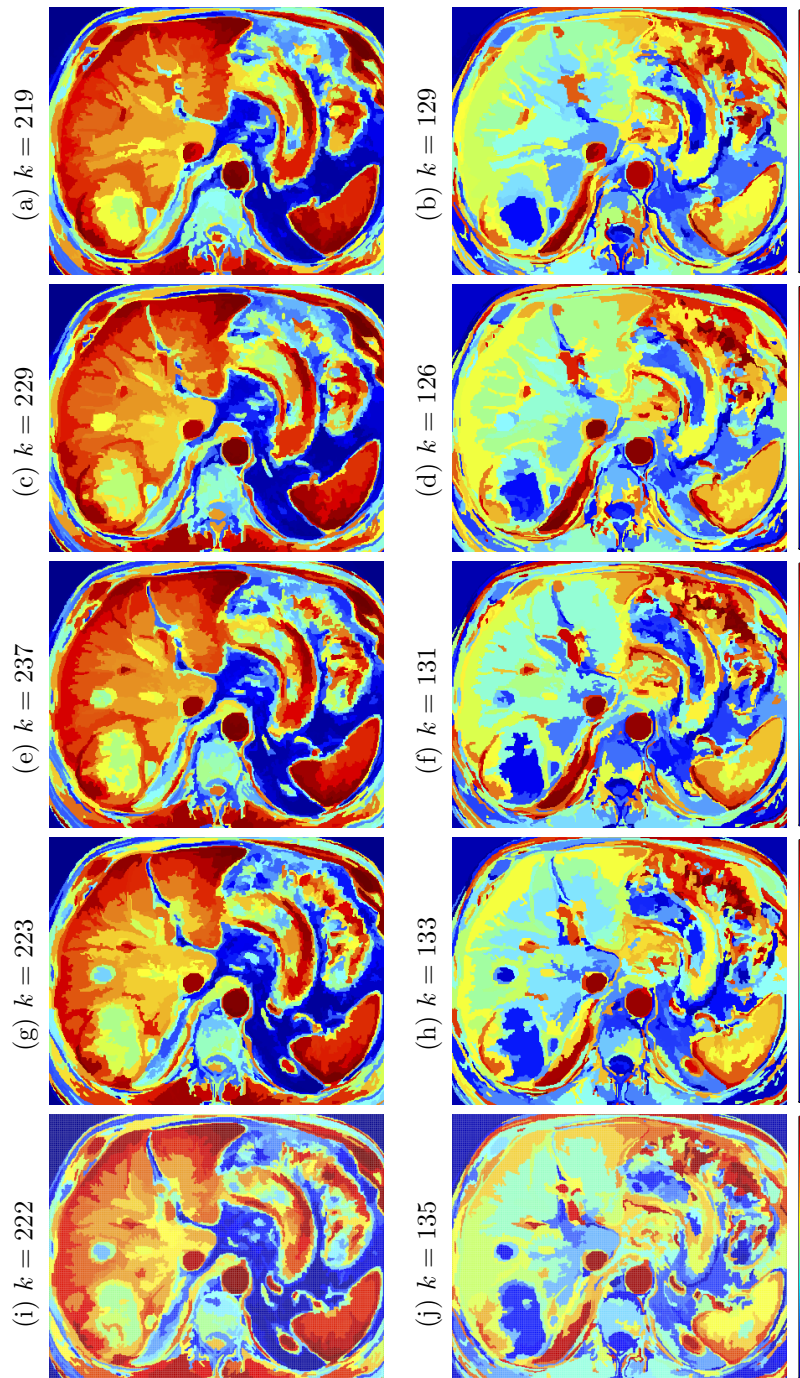 (a) k = 219
(b) k = 129
(c) k = 229
(d) k = 126
(e) k = 237
(f) k = 131
(g) k = 223
(h) k = 133
(i) k = 222
(j) k = 135